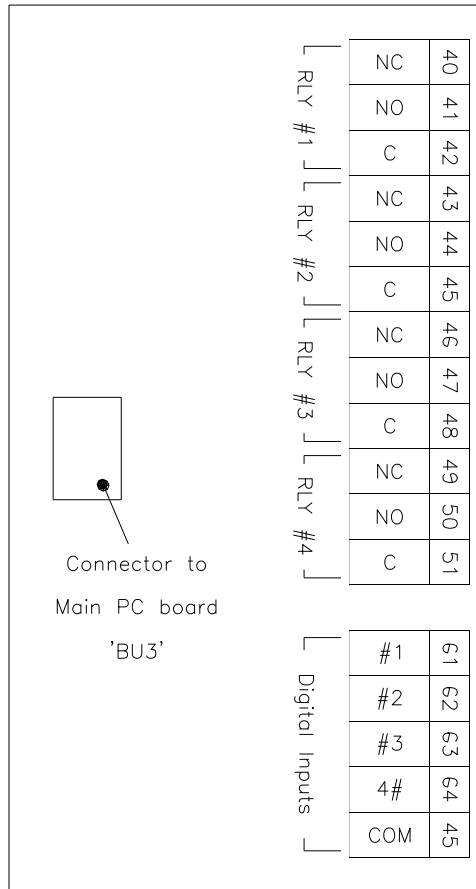 RLY #1
NC 40
NO 41
C 42
RLY #2
NC 43
NO 44
C 45
RLY #3
NC 46
NO 47
C 48
RLY #4
NC 49
NO 50
C 51
Connector to
Main PC board
'BU3'
Digital Inputs
#1 61
#2 62
#3 63
4# 64
COM 45